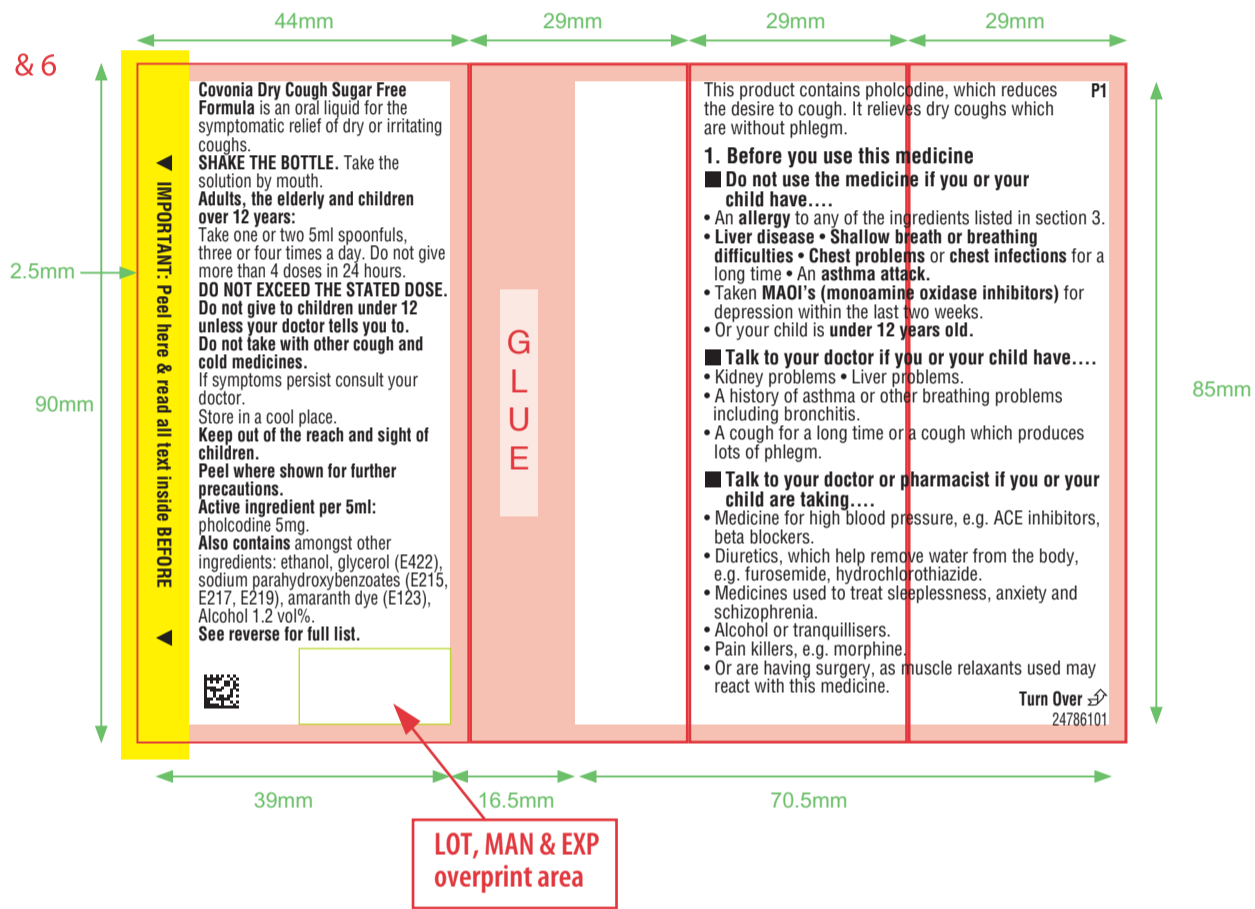 44mm
29mm
29mm
29mm
& 6
2.5mm
90mm
IMPORTANT: Peel here & read all text inside BEFORE
Covonia Dry Cough Sugar Free
Formula is an oral liquid for the
symptomatic relief of dry or irritating
coughs.
SHAKE THE BOTTLE. Take the
solution by mouth.
Adults, the elderly and children
over 12 years:
Take one or two 5ml spoonfuls,
three or four times a day. Do not give
more than 4 doses in 24 hours.
DO NOT EXCEED THE STATED DOSE.
Do not give to children under 12
unless your doctor tells you to.
Do not take with other cough and
cold medicines.
If symptoms persist consult your
doctor.
Store in a cool place.
Keep out of the reach and sight of
children.
Peel where shown for further
precautions.
Active ingredient per 5ml:
pholcodine 5mg.
Also contains amongst other
ingredients: ethanol, glycerol (E422),
sodium parahydroxybenzoates (E215,
E217, E219), amaranth dye (E123),
Alcohol 1.2 vol%.
See reverse for full list.
GLUE
This product contains pholcodine, which reduces
the desire to cough. It relieves dry coughs which
are without phlegm.
P1
1. Before you use this medicine
■ Do not use the medicine if you or your
child have....
• An allergy to any of the ingredients listed in section 3.
• Liver disease • Shallow breath or breathing
difficulties • Chest problems or chest infections for a
long time • An asthma attack.
• Taken MAOI's (monoamine oxidase inhibitors) for
depression within the last two weeks.
• Or your child is under 12 years old.
■ Talk to your doctor if you or your child have....
• Kidney problems • Liver problems.
• A history of asthma or other breathing problems
including bronchitis.
• A cough for a long time or a cough which produces
lots of phlegm.
■ Talk to your doctor or pharmacist if you or your
child are taking....
• Medicine for high blood pressure, e.g. ACE inhibitors,
beta blockers.
• Diuretics, which help remove water from the body,
e.g. furosemide, hydrochlorothiazide.
• Medicines used to treat sleeplessness, anxiety and
schizophrenia.
• Alcohol or tranquillisers.
• Pain killers, e.g. morphine.
• Or are having surgery, as muscle relaxants used may
react with this medicine.
Turn Over
24786101
85mm
39mm
16.5mm
70.5mm
LOT, MAN & EXP
overprint area